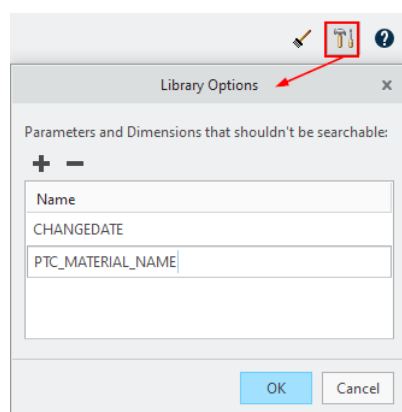 Library Options
Parameters and Dimensions that shouldn't be searchable:
Name
CHANGEDATE
PTC_MATERIAL_NAME
OK Cancel